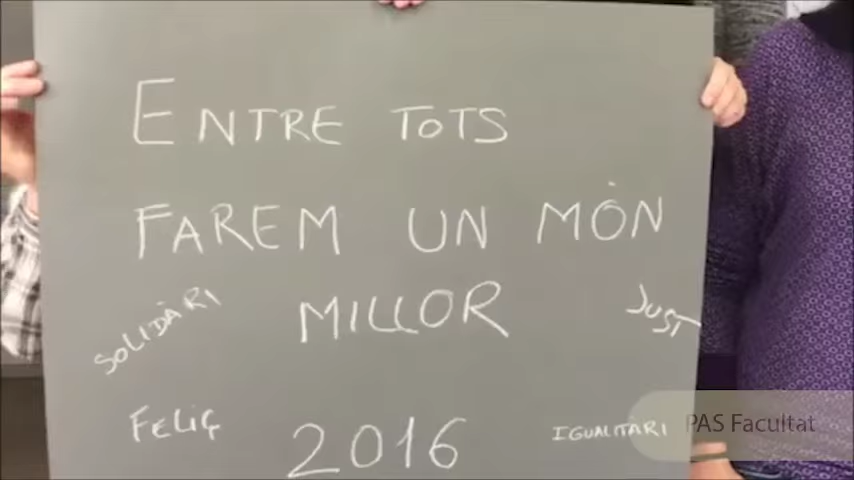 ENTRE TOTS
FAREM UN MÒN
MILLOR
SOLIDÀRI
JUST
FELIÇ
2016
IGUALITÀRI
PAS Facultat